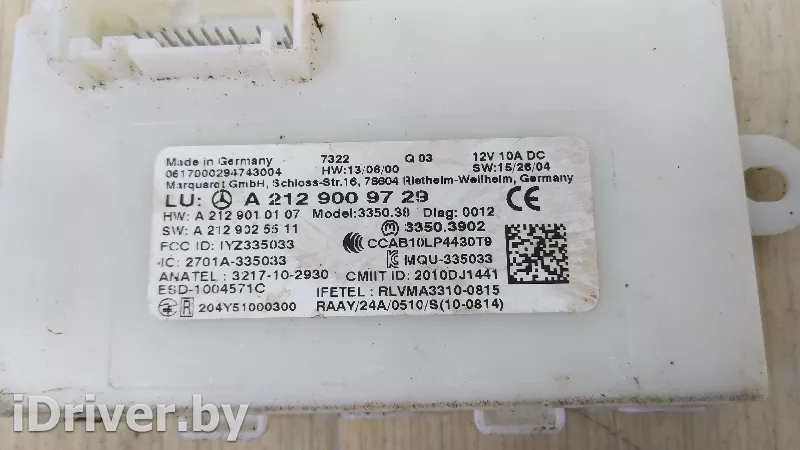 Made in Germany 7322 Q 03 12V 10A DC
0617000294743004 HW:13/06/00 SW:15/26/04
Marquardt GmbH, Schloss-Str.16, 78604 Rietheim-Weilheim, Germany
LU: A 212 900 97 29 CE
HW: A 212 901 01 07 Model:3350.39 Diag: 0012
SW: A 212 902 55 11 3350.3902
FCC ID: IYZ335033 CCAB10LP4430T9
IC: 2701A-335033 MQU-335033
ANATEL : 3217-10-2930 CMIIT ID: 2010DJ1441
ESD-1004571C IFETEL : RLVMA3310-0815
R 204Y51000300 RAAY/24A/0510/S(10-0814)
iDriver.by iDriver.by